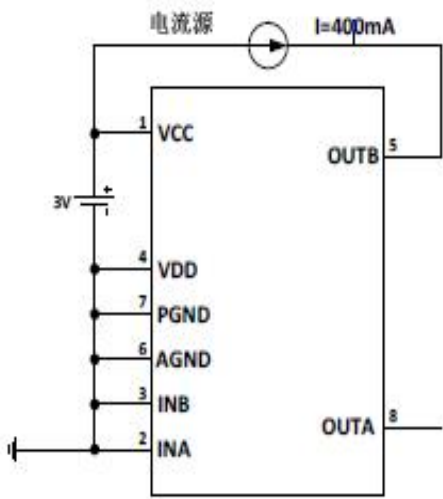 电流源 I=400mA
1 VCC
5 OUTB
3V + -
4 VDD
7 PGND
6 AGND
3 INB
8 OUTA
2 INA